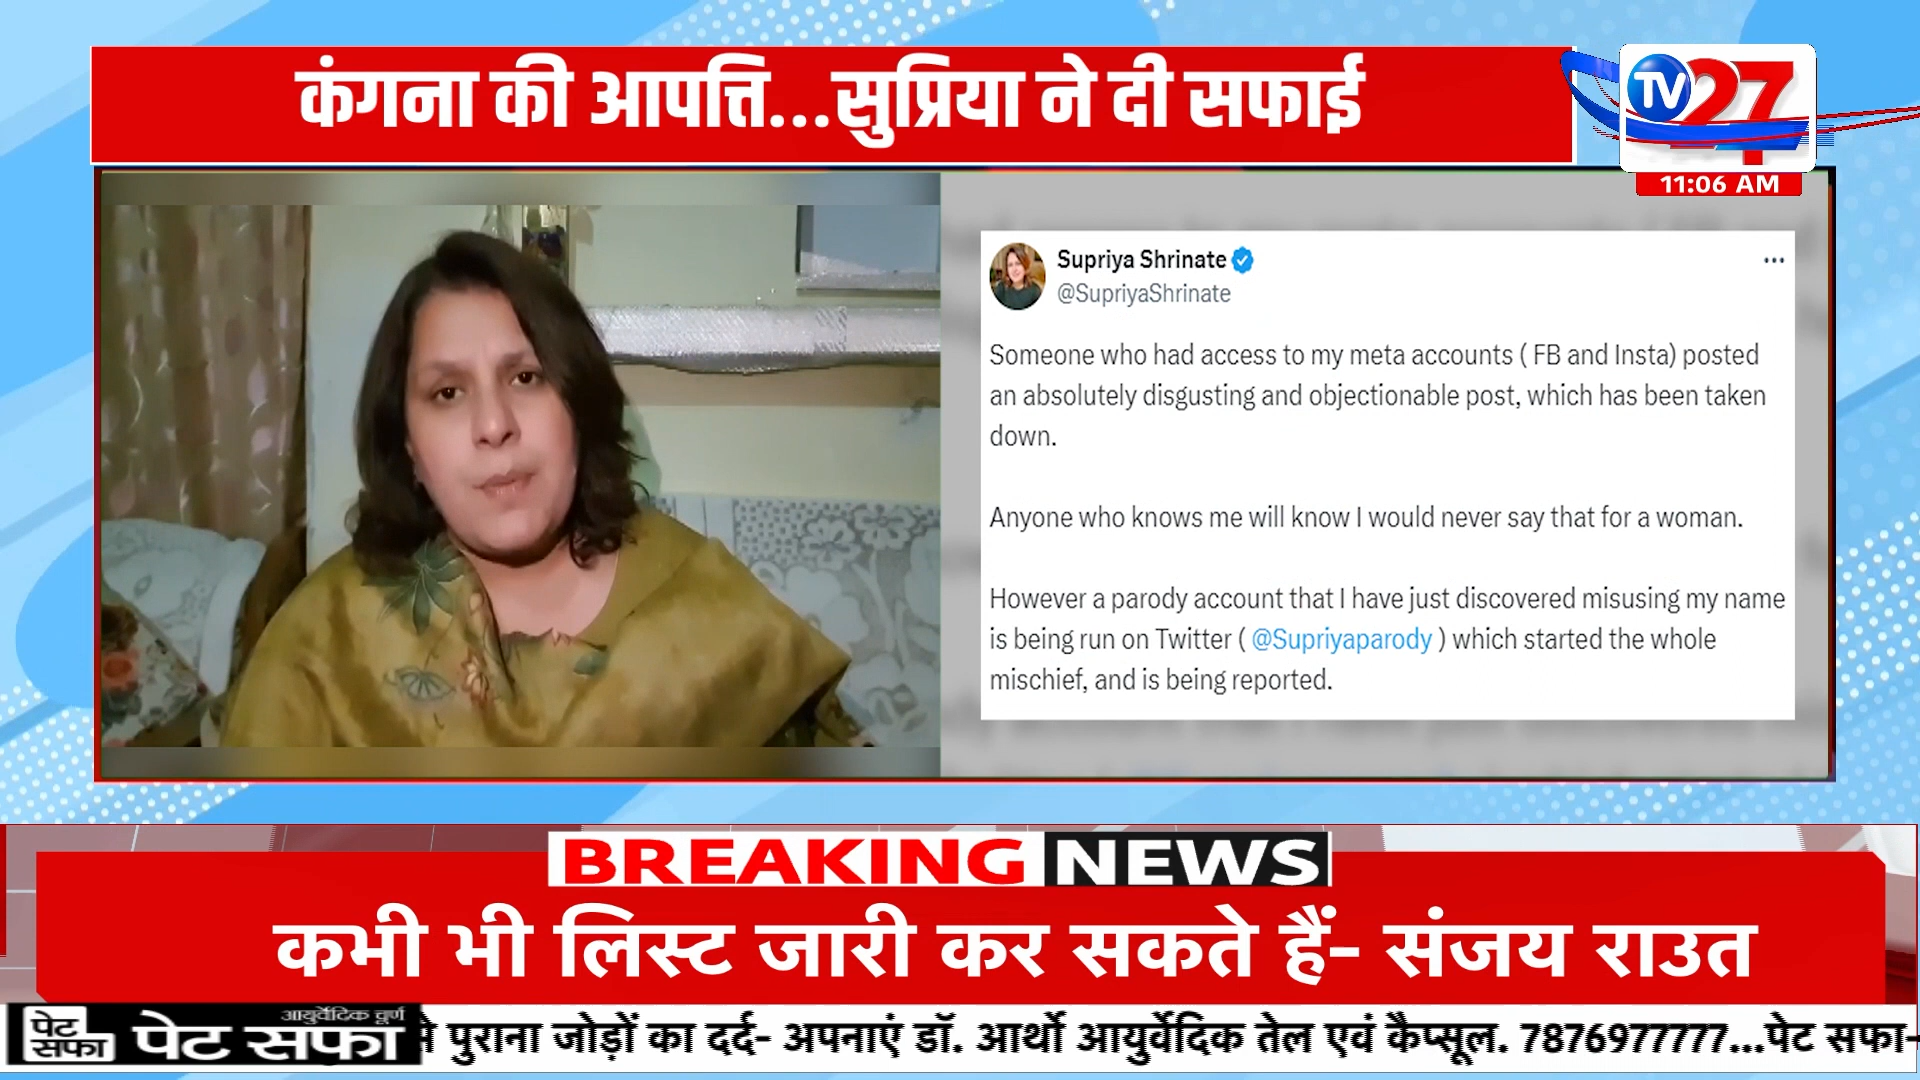 कंगना की आपत्ति...सुप्रिया ने दी सफाई
TV27
11:06 AM
Supriya Shrinate
@SupriyaShrinate
Someone who had access to my meta accounts ( FB and Insta) posted
an absolutely disgusting and objectionable post, which has been taken
down.
Anyone who knows me will know I would never say that for a woman.
However a parody account that I have just discovered misusing my name
is being run on Twitter ( @Supriyaparody ) which started the whole
mischief, and is being reported.
BREAKING NEWS
कभी भी लिस्ट जारी कर सकते हैं- संजय राउत
पेट
सफा
आयुर्वेदिक चूर्ण
पेट सफा
से पुराना जोड़ों का दर्द- अपनाएं डॉ. आर्थो आयुर्वेदिक तेल एवं कैप्सूल. 7876977777...पेट सफा-